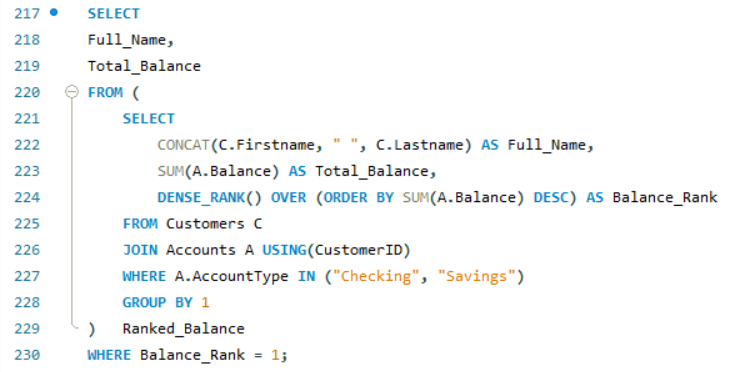 217 SELECT
218 Full_Name,
219 Total_Balance
220 FROM (
221 SELECT
222 CONCAT(C.Firstname, " ", C.Lastname) AS Full_Name,
223 SUM(A.Balance) AS Total_Balance,
224 DENSE_RANK() OVER (ORDER BY SUM(A.Balance) DESC) AS Balance_Rank
225 FROM Customers C
226 JOIN Accounts A USING(CustomerID)
227 WHERE A.AccountType IN ("Checking", "Savings")
228 GROUP BY 1
229 ) Ranked_Balance
230 WHERE Balance_Rank = 1;